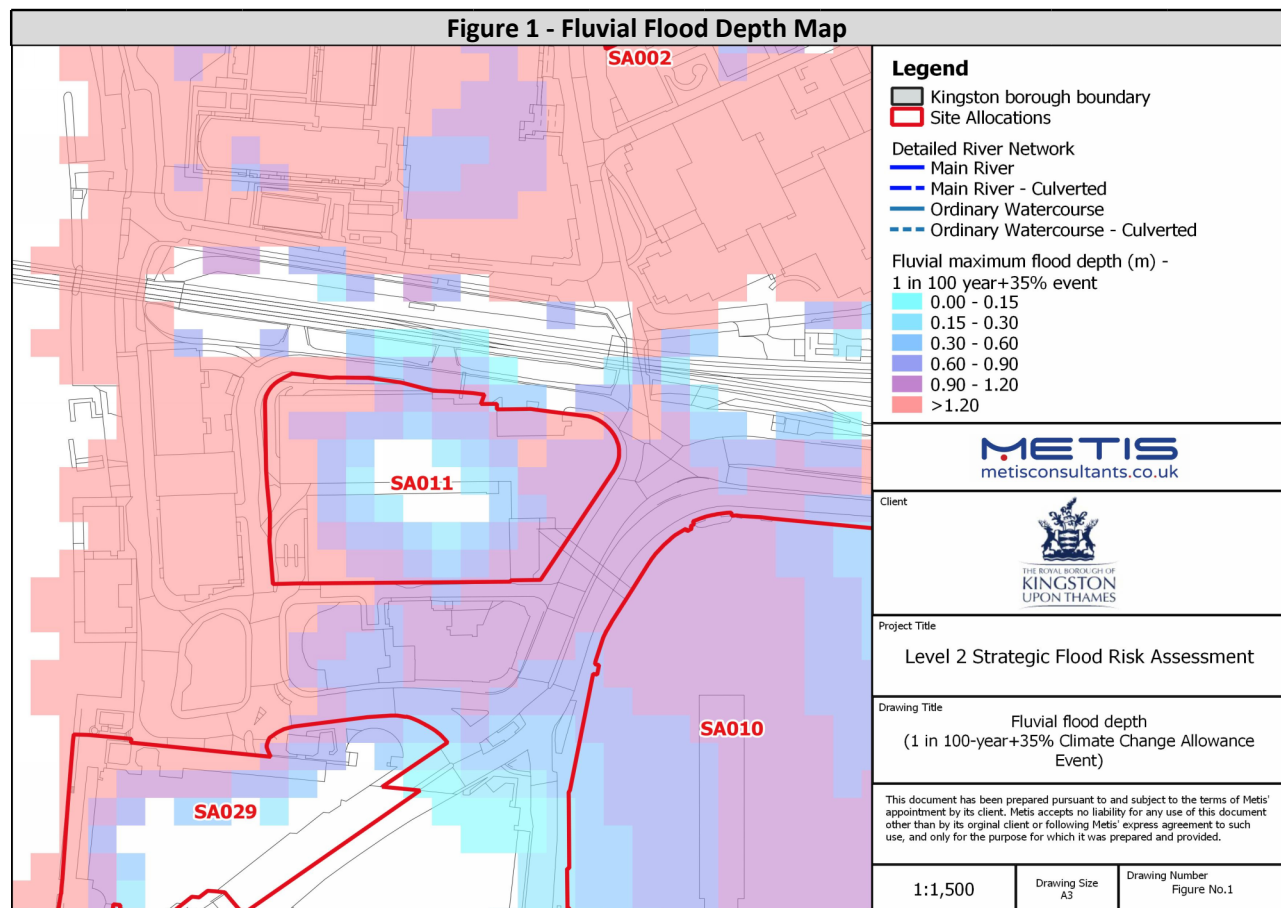 Figure 1 - Fluvial Flood Depth Map
SA002
SA011
SA010
SA029
Legend
Kingston borough boundary
Site Allocations
Detailed River Network
Main River
Main River - Culverted
Ordinary Watercourse
Ordinary Watercourse - Culverted
Fluvial maximum flood depth (m) -
1 in 100 year+35% event
0.00 - 0.15
0.15 - 0.30
0.30 - 0.60
0.60 - 0.90
0.90 - 1.20
>1.20
METIS
metisconsultants.co.uk
Client
THE ROYAL BOROUGH OF
KINGSTON
UPON THAMES
Project Title
Level 2 Strategic Flood Risk Assessment
Drawing Title
Fluvial flood depth
(1 in 100-year+35% Climate Change Allowance
Event)
This document has been prepared pursuant to and subject to the terms of Metis'
appointment by its client. Metis accepts no liability for any use of this document
other than by its orginal client or following Metis' express agreement to such
use, and only for the purpose for which it was prepared and provided.
1:1,500
Drawing Size
A3
Drawing Number
Figure No.1